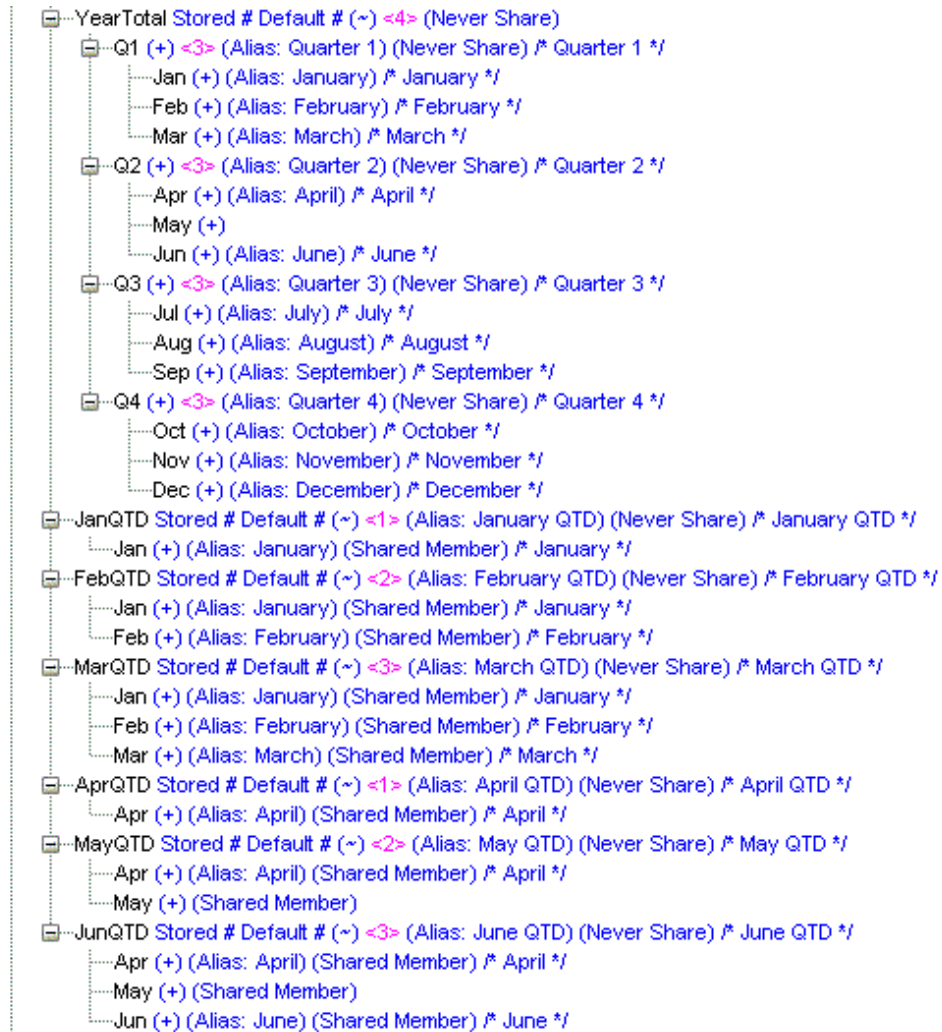 YearTotal Stored # Default # (~) <4> (Never Share)
Q1 (+) <3> (Alias: Quarter 1) (Never Share) /* Quarter 1 */
Jan (+) (Alias: January) /* January */
Feb (+) (Alias: February) /* February */
Mar (+) (Alias: March) /* March */
Q2 (+) <3> (Alias: Quarter 2) (Never Share) /* Quarter 2 */
Apr (+) (Alias: April) /* April */
May (+)
Jun (+) (Alias: June) /* June */
Q3 (+) <3> (Alias: Quarter 3) (Never Share) /* Quarter 3 */
Jul (+) (Alias: July) /* July */
Aug (+) (Alias: August) /* August */
Sep (+) (Alias: September) /* September */
Q4 (+) <3> (Alias: Quarter 4) (Never Share) /* Quarter 4 */
Oct (+) (Alias: October) /* October */
Nov (+) (Alias: November) /* November */
Dec (+) (Alias: December) /* December */
JanQTD Stored # Default # (~) <1> (Alias: January QTD) (Never Share) /* January QTD */
Jan (+) (Alias: January) (Shared Member) /* January */
FebQTD Stored # Default # (~) <2> (Alias: February QTD) (Never Share) /* February QTD */
Jan (+) (Alias: January) (Shared Member) /* January */
Feb (+) (Alias: February) (Shared Member) /* February */
MarQTD Stored # Default # (~) <3> (Alias: March QTD) (Never Share) /* March QTD */
Jan (+) (Alias: January) (Shared Member) /* January */
Feb (+) (Alias: February) (Shared Member) /* February */
Mar (+) (Alias: March) (Shared Member) /* March */
AprQTD Stored # Default # (~) <1> (Alias: April QTD) (Never Share) /* April QTD */
Apr (+) (Alias: April) (Shared Member) /* April */
MayQTD Stored # Default # (~) <2> (Alias: May QTD) (Never Share) /* May QTD */
Apr (+) (Alias: April) (Shared Member) /* April */
May (+) (Shared Member)
JunQTD Stored # Default # (~) <3> (Alias: June QTD) (Never Share) /* June QTD */
Apr (+) (Alias: April) (Shared Member) /* April */
May (+) (Shared Member)
Jun (+) (Alias: June) (Shared Member) /* June */